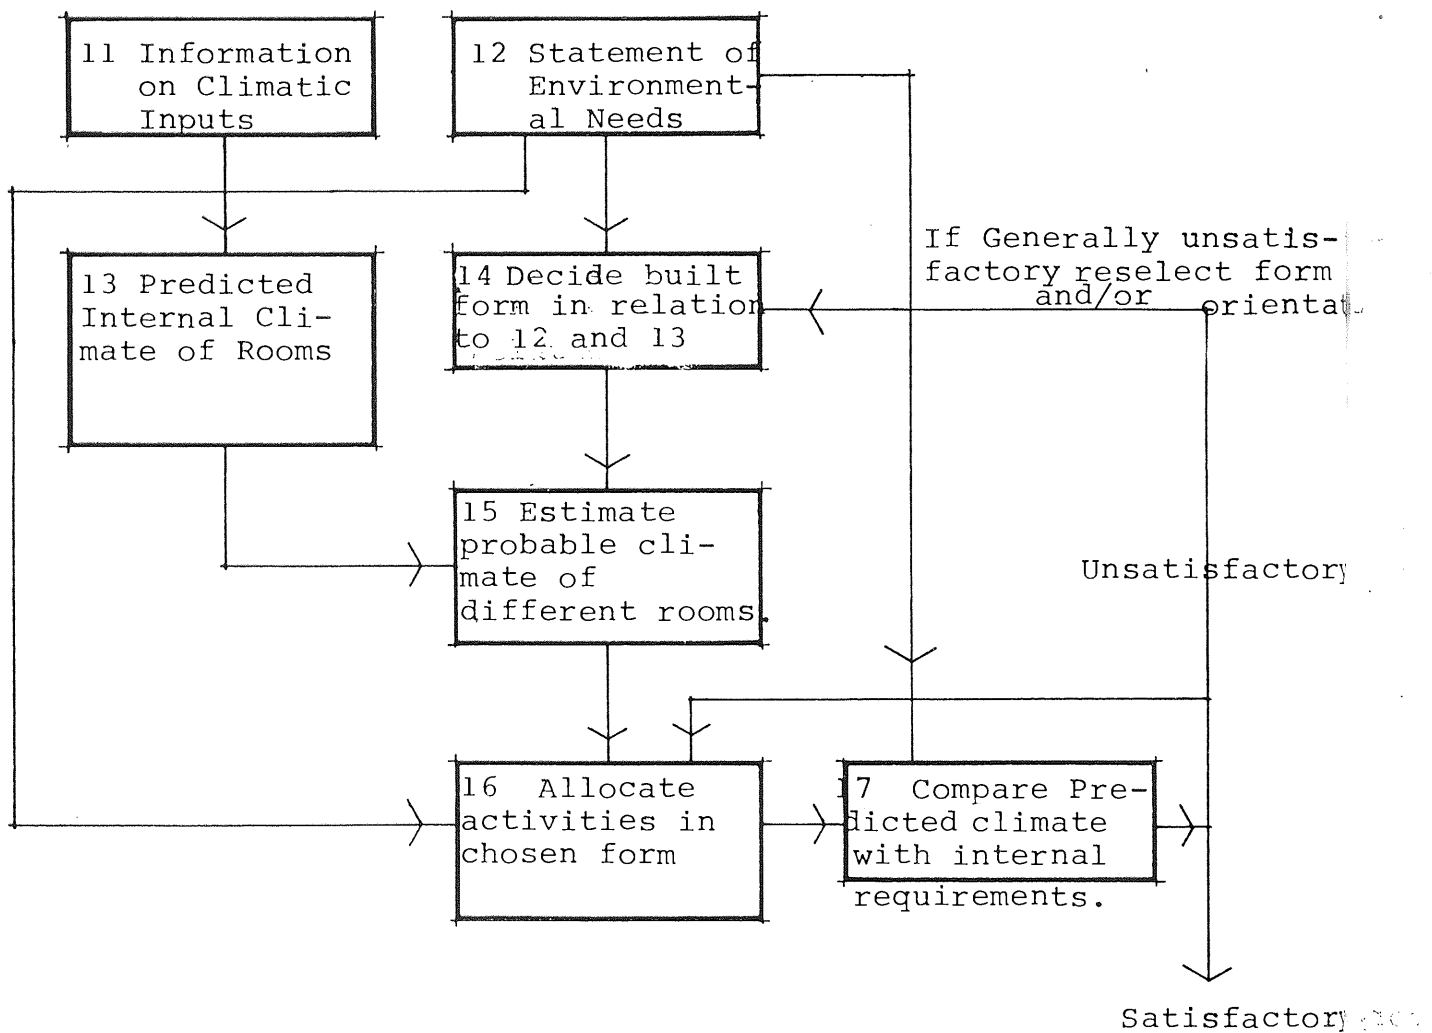 11 Information
on Climatic
Inputs
12 Statement of
Environment-
al Needs
13 Predicted
Internal Cli-
mate of Rooms
14 Decide built
form in relation
to 12 and 13
If Generally unsatis-
factory reselect form
and/or
15 Estimate
probable cli-
mate of
different rooms.
Unsatisfactory
16 Allocate
activities in
chosen form
17 Compare Pre-
dicted climate
with internal
requirements.
Satisfactory